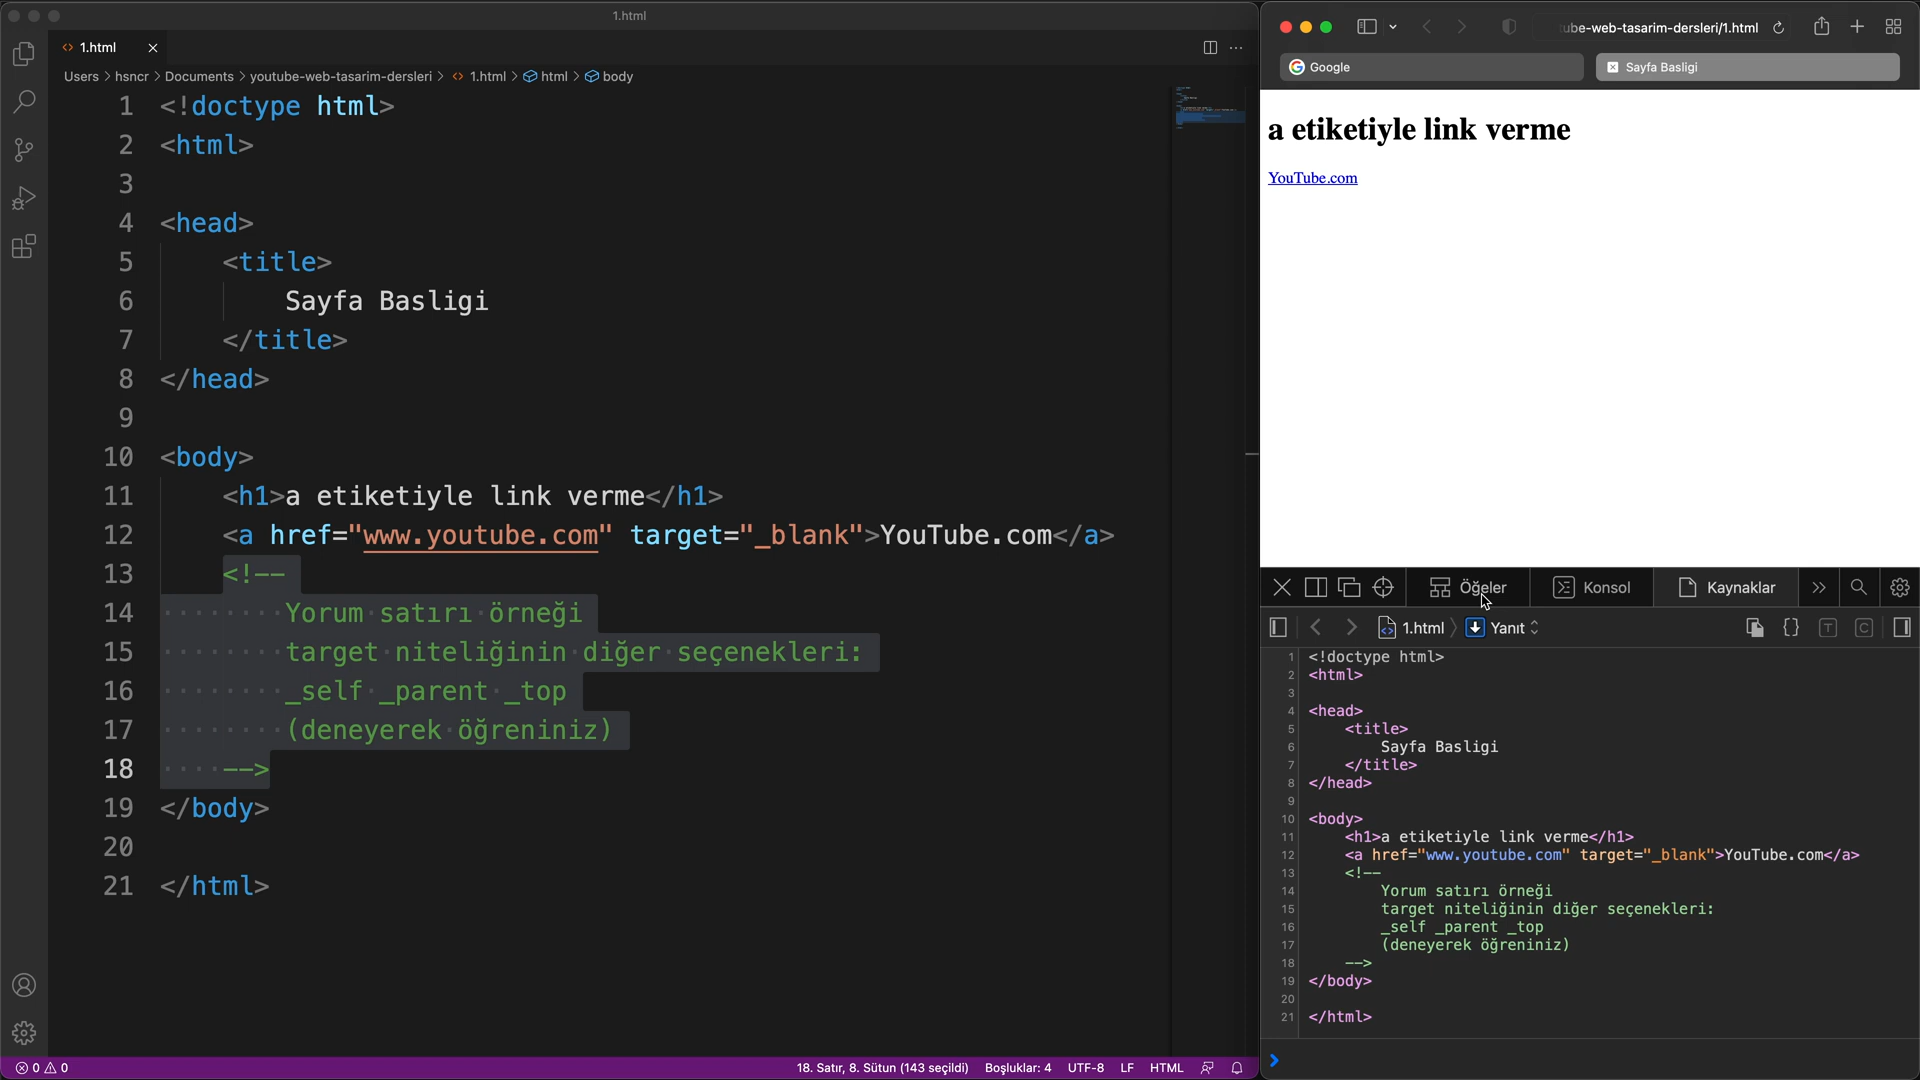 1.html
1.html
Users > hsncr > Documents > youtube-web-tasarim-dersleri > 1.html > html > body
1 <!doctype html>
2 <html>
3
4 <head>
5 <title>
6 Sayfa Basligi
7 </title>
8 </head>
9
10 <body>
11 <h1>a etiketiyle link verme</h1>
12 <a href="www.youtube.com" target="_blank">YouTube.com</a>
13 <!--
14 Yorum satırı örneği
15 target niteliğinin diğer seçenekleri:
16 _self _parent _top
17 (deneyerek öğreniniz)
18 -->
19 </body>
20
21 </html>
0 0
18. Satır, 8. Sütun (143 seçildi) Boşluklar: 4 UTF-8 LF HTML
:ube-web-tasarim-dersleri/1.html
Google
Sayfa Basligi
a etiketiyle link verme
YouTube.com
Öğeler Konsol Kaynaklar
1.html Yanıt
1 <!doctype html>
2 <html>
3
4 <head>
5 <title>
6 Sayfa Basligi
7 </title>
8 </head>
9
10 <body>
11 <h1>a etiketiyle link verme</h1>
12 <a href="www.youtube.com" target="_blank">YouTube.com</a>
13 <!--
14 Yorum satırı örneği
15 target niteliğinin diğer seçenekleri:
16 _self _parent _top
17 (deneyerek öğreniniz)
18 -->
19 </body>
20
21 </html>